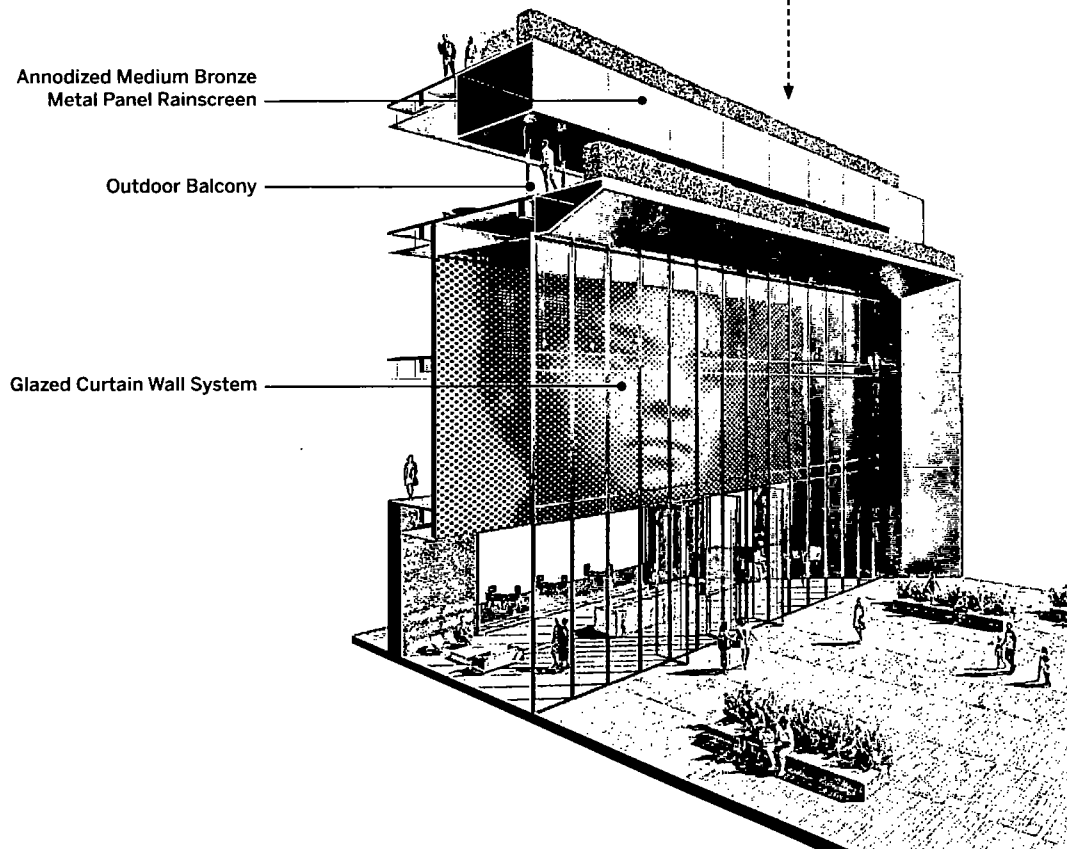 Annodized Medium Bronze
Metal Panel Rainscreen
Outdoor Balcony
Glazed Curtain Wall System